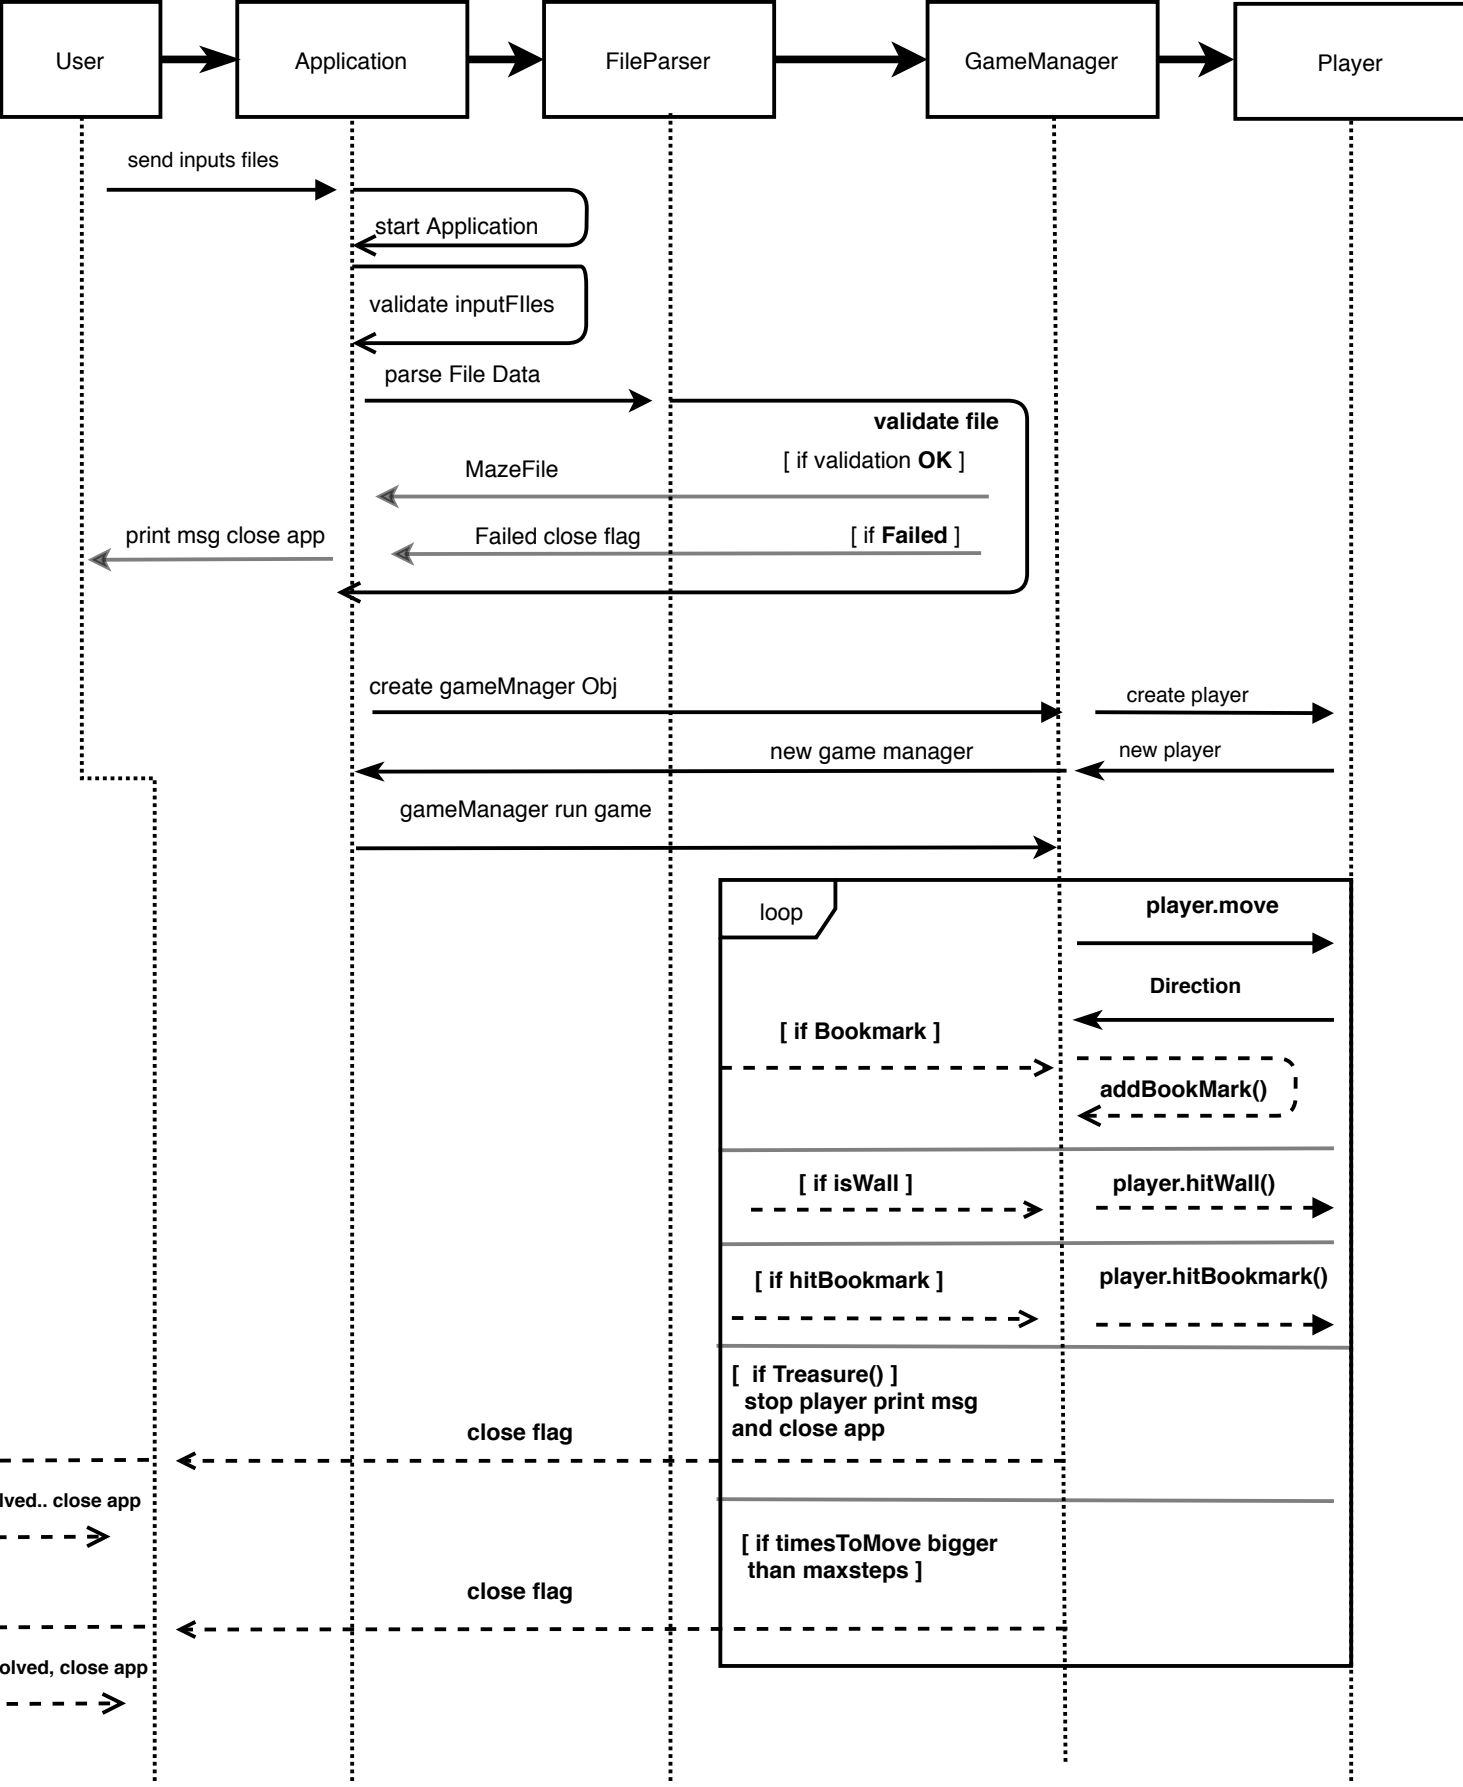 User
Application
FileParser
GameManager
Player
send inputs files
start Application
validate inputFIles
parse File Data
validate file
[ if validation OK ]
MazeFile
print msg close app
Failed close flag
[ if Failed ]
create gameMnager Obj
create player
new game manager
new player
gameManager run game
loop
player.move
Direction
[ if Bookmark ]
addBookMark()
[ if isWall ]
player.hitWall()
[ if hitBookmark ]
player.hitBookmark()
[ if Treasure() ]
stop player print msg
and close app
close flag
lved.. close app
[ if timesToMove bigger
than maxsteps ]
close flag
olved, close app